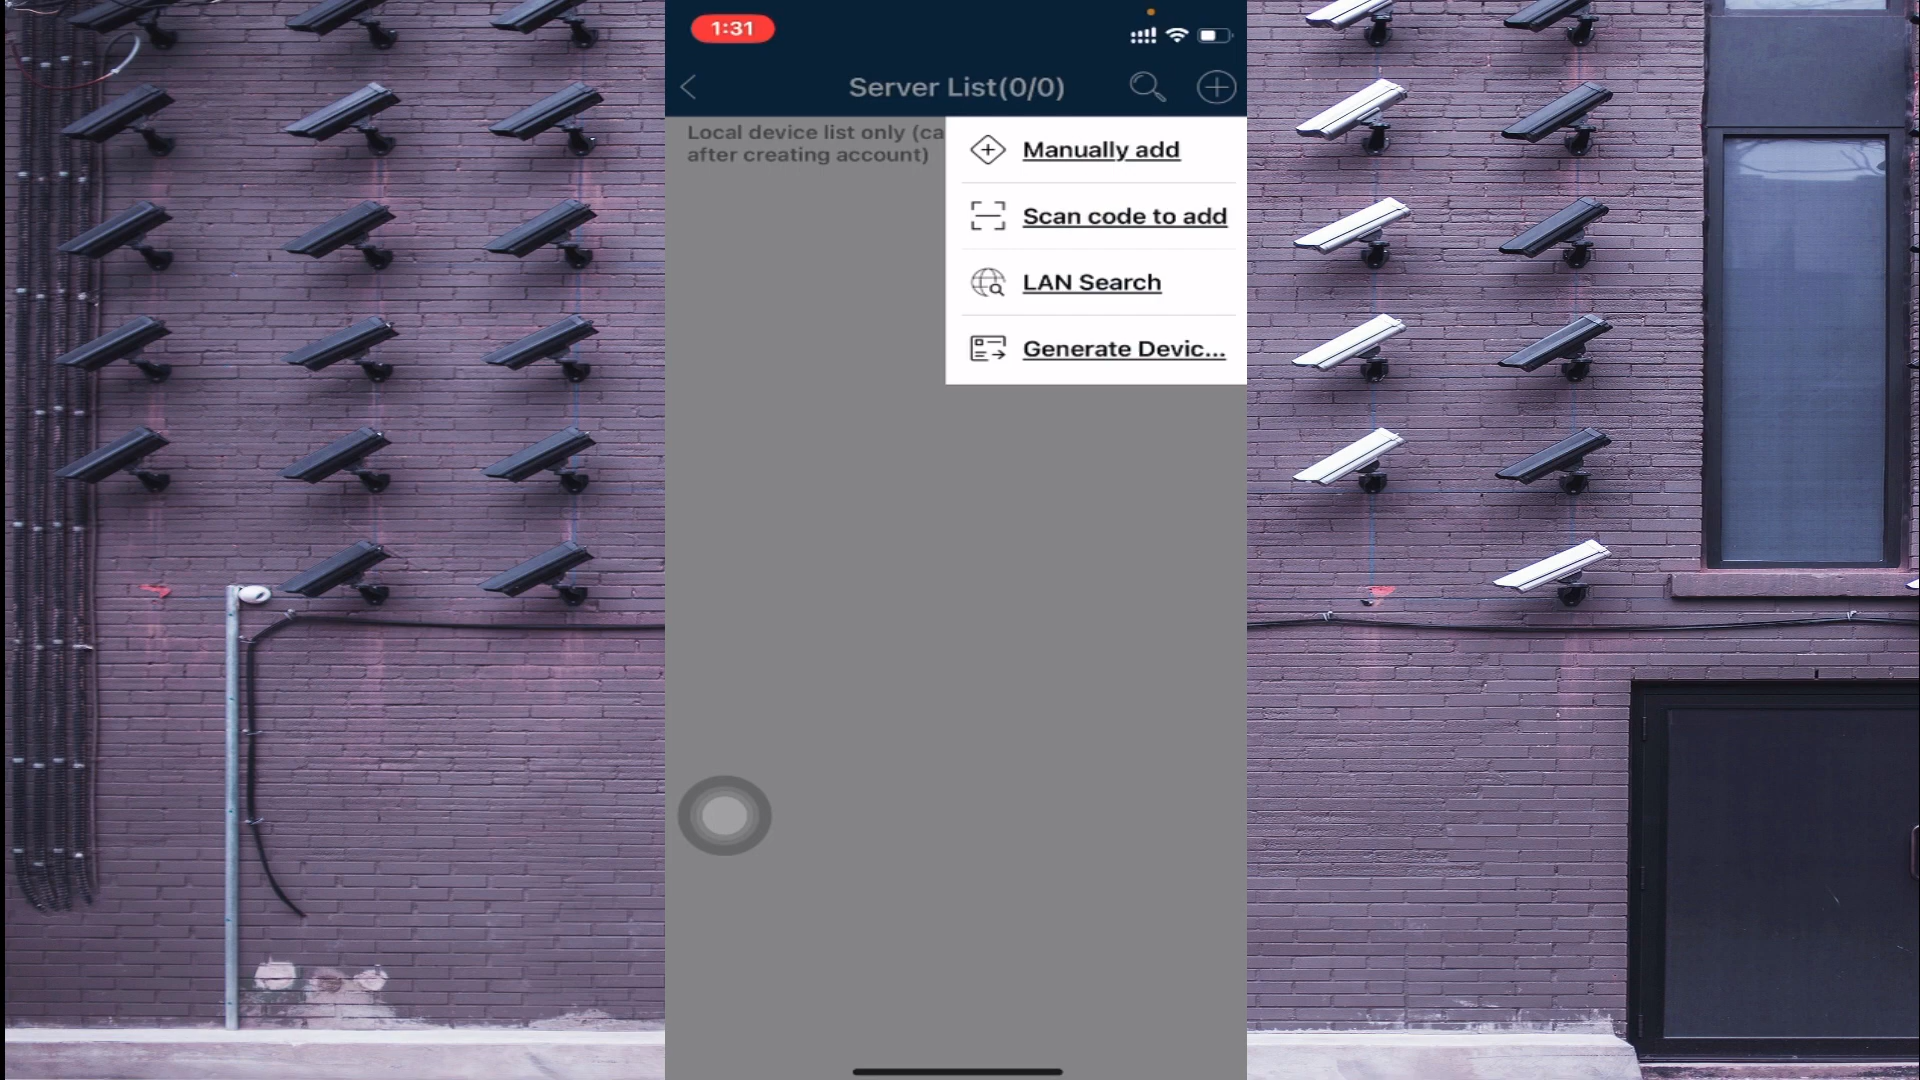 1:31
Server List(0/0)
Local device list only (ca
after creating account)
Manually add
Scan code to add
LAN Search
Generate Devic...